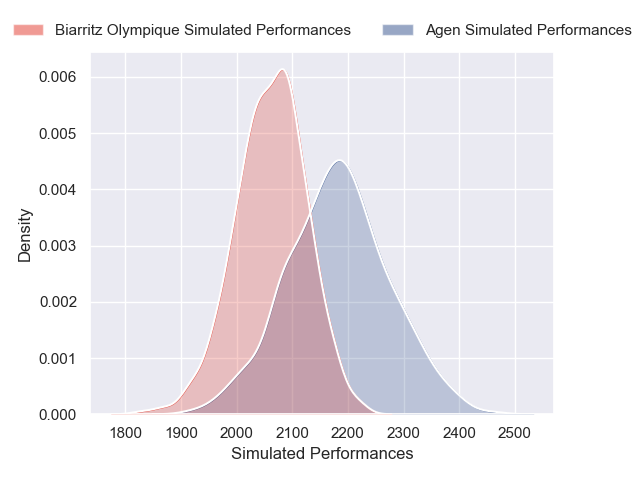 Biarritz Olympique Simulated Performances Agen Simulated Performances
0.006
0.005
0.004
0.003
0.002
0.001
0.000
Density
1800 1900 2000 2100 2200 2300 2400 2500
Simulated Performances